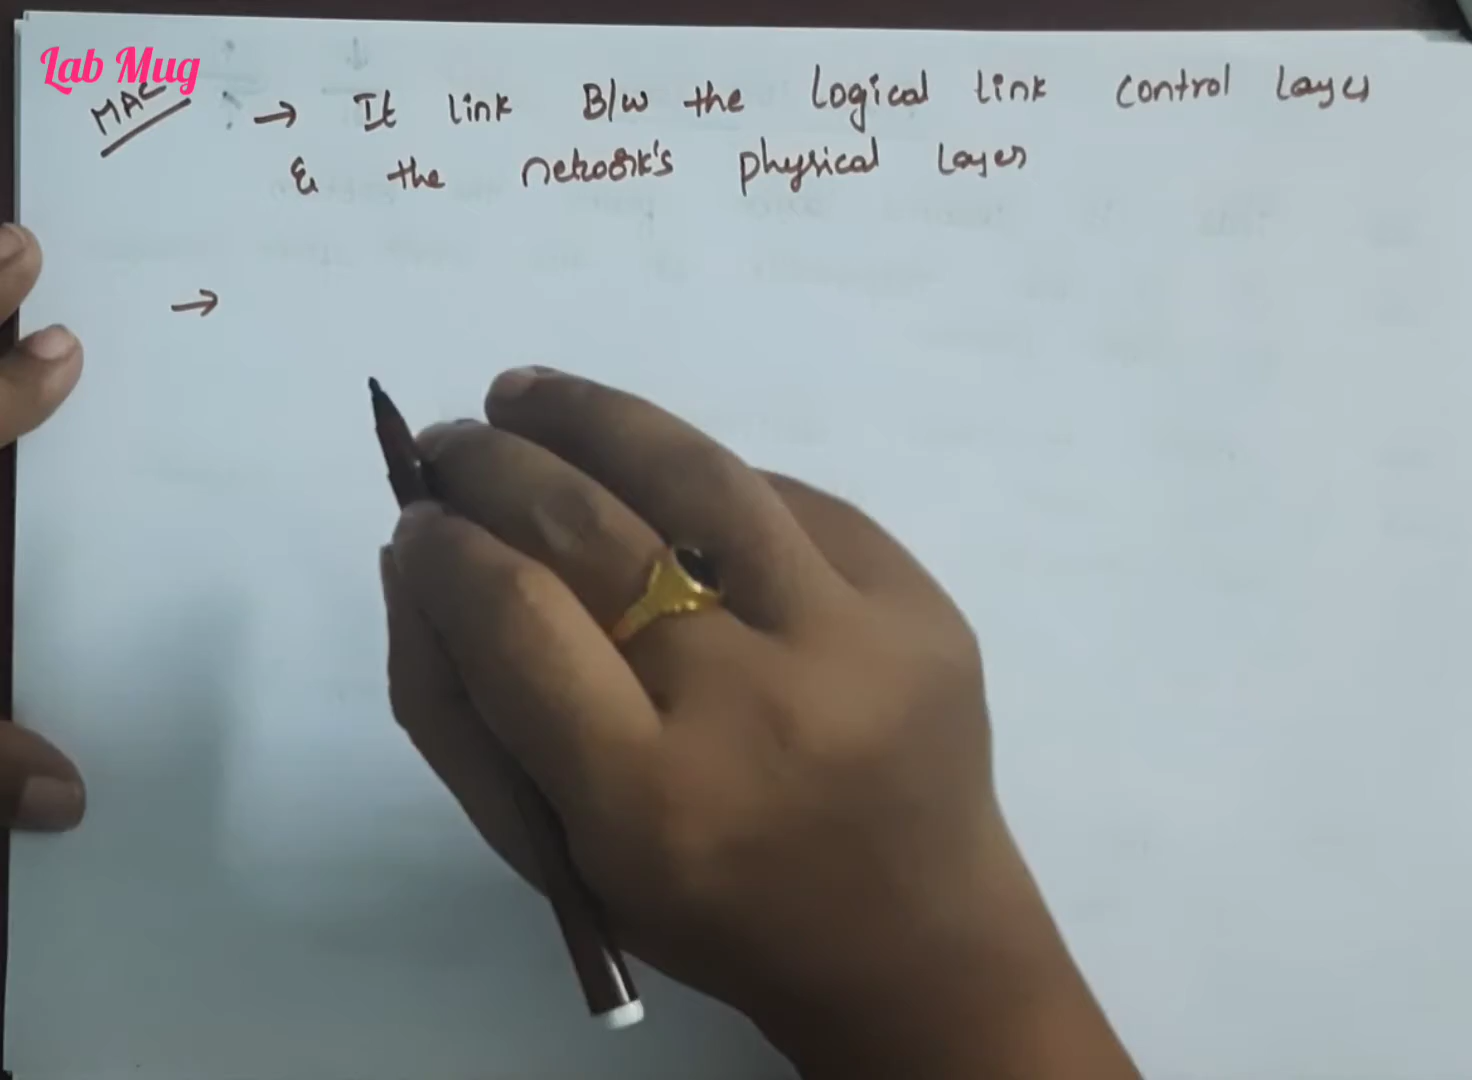 Lab Mug
MAC : → It link B/w the Logical link control Layer
& the network's physical Layer
→